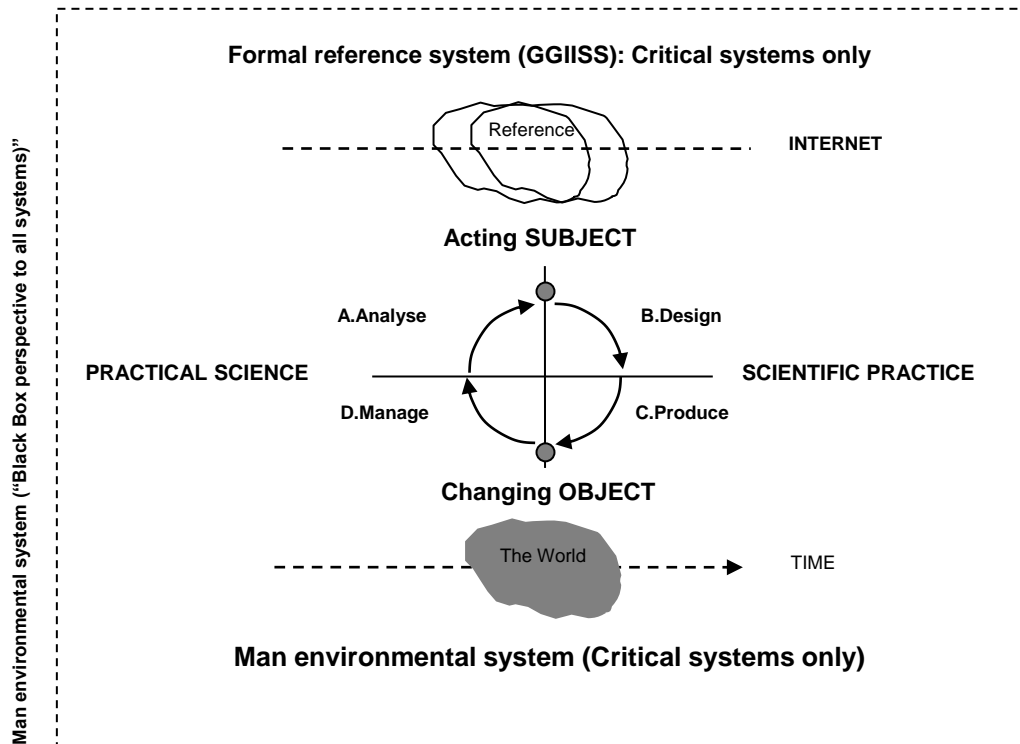 Formal reference system (GGIISS): Critical systems only
Reference
INTERNET
Acting SUBJECT
A.Analyse
B.Design
PRACTICAL SCIENCE
SCIENTIFIC PRACTICE
D.Manage
C.Produce
Changing OBJECT
The World
TIME
Man environmental system (Critical systems only)
Man environmental system (“Black Box perspective to all systems)”